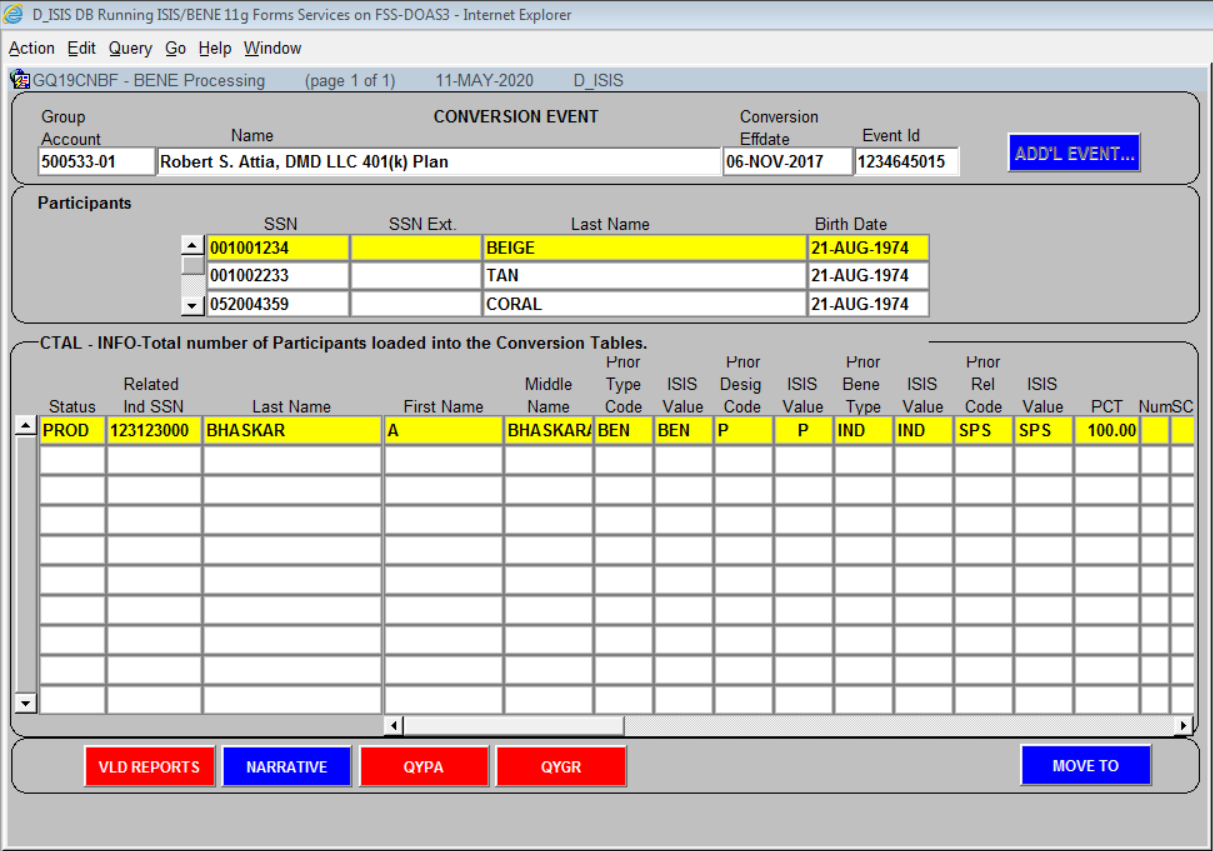 D_ISIS DB Running ISIS/BENE 11g Forms Services on FSS-DOAS3 - Internet Explorer
Action Edit Query Go Help Window
GQ19CNBF - BENE Processing (page 1 of 1) 11-MAY-2020 D_ISIS
Group Account Name CONVERSION EVENT Conversion Effdate Event Id
500533-01 Robert S. Attia, DMD LLC 401(k) Plan 06-NOV-2017 1234645015 ADD'L EVENT...
Participants
SSN SSN Ext. Last Name Birth Date
001001234 BEIGE 21-AUG-1974
001002233 TAN 21-AUG-1974
052004359 CORAL 21-AUG-1974
CTAL - INFO-Total number of Participants loaded into the Conversion Tables.
Prior Prior Prior Prior
Related Middle Type ISIS Desig ISIS Bene ISIS Rel ISIS
Status Ind SSN Last Name First Name Name Code Value Code Value Type Value Code Value PCT Num SC
PROD 123123000 BHASKAR A BHASKARA BEN BEN P P IND IND SPS SPS 100.00
VLD REPORTS NARRATIVE QYPA QYGR MOVE TO